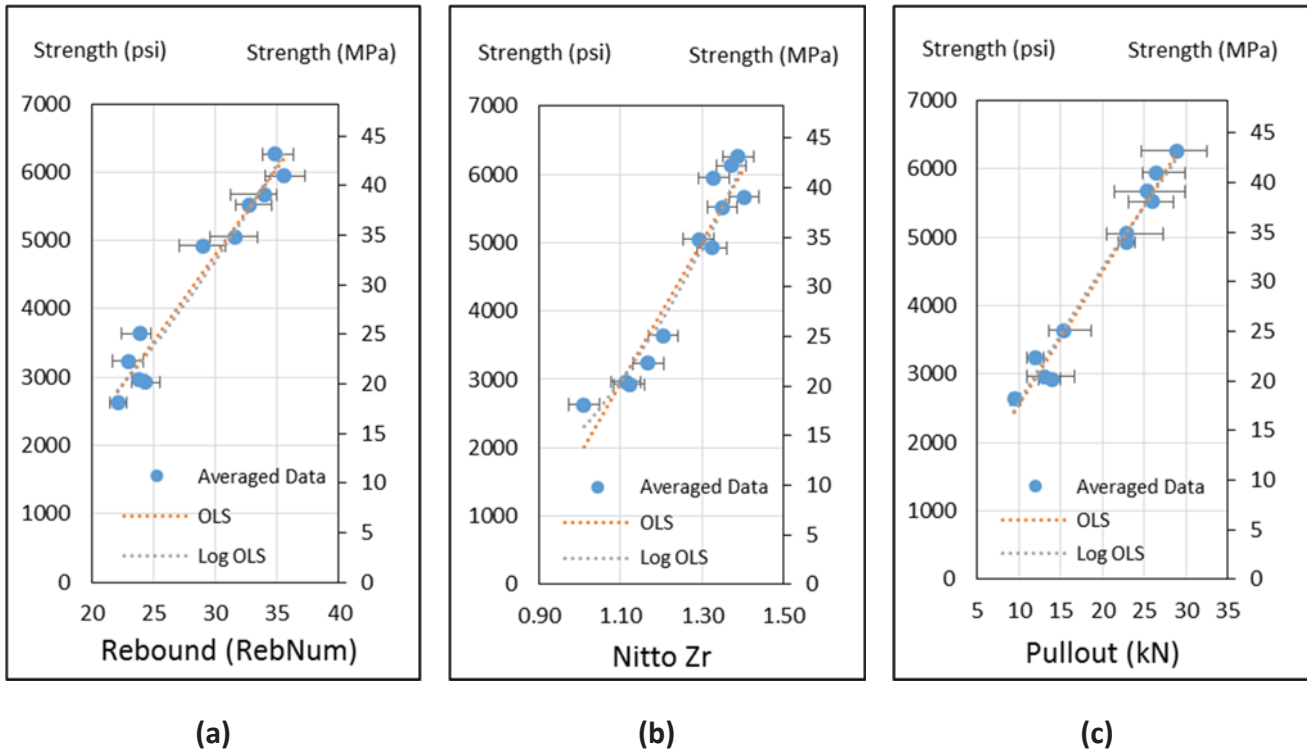 Strength (psi) Strength (MPa)
7000
6000
5000
4000
3000
2000
1000
0
45
40
35
30
25
20
15
10
5
0
Averaged Data
OLS
Log OLS
20 25 30 35 40
Rebound (RebNum)
(a)
Strength (psi) Strength (MPa)
7000
6000
5000
4000
3000
2000
1000
0
45
40
35
30
25
20
15
10
5
0
Averaged Data
OLS
Log OLS
0.90 1.10 1.30 1.50
Nitto Zr
(b)
Strength (psi) Strength (MPa)
7000
6000
5000
4000
3000
2000
1000
0
45
40
35
30
25
20
15
10
5
0
Averaged Data
OLS
Log OLS
5 10 15 20 25 30 35
Pullout (kN)
(c)